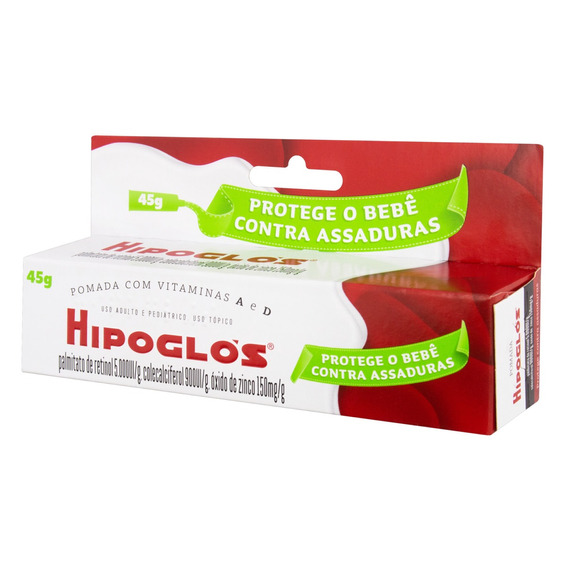 45g
PROTEGE O BEBÊ
CONTRA ASSADURAS
HIPOGLÓS
45g
POMADA COM VITAMINAS A e D
USO ADULTO E PEDIÁTRICO USO TÓPICO
HIPOGLÓS®
palmitato de retinol 5.000UI/g, colecalciferol 900UI/g, óxido de zinco 150mg/g
PROTEGE O BEBÊ
CONTRA ASSADURAS
POMADA
HIPOGLÓS